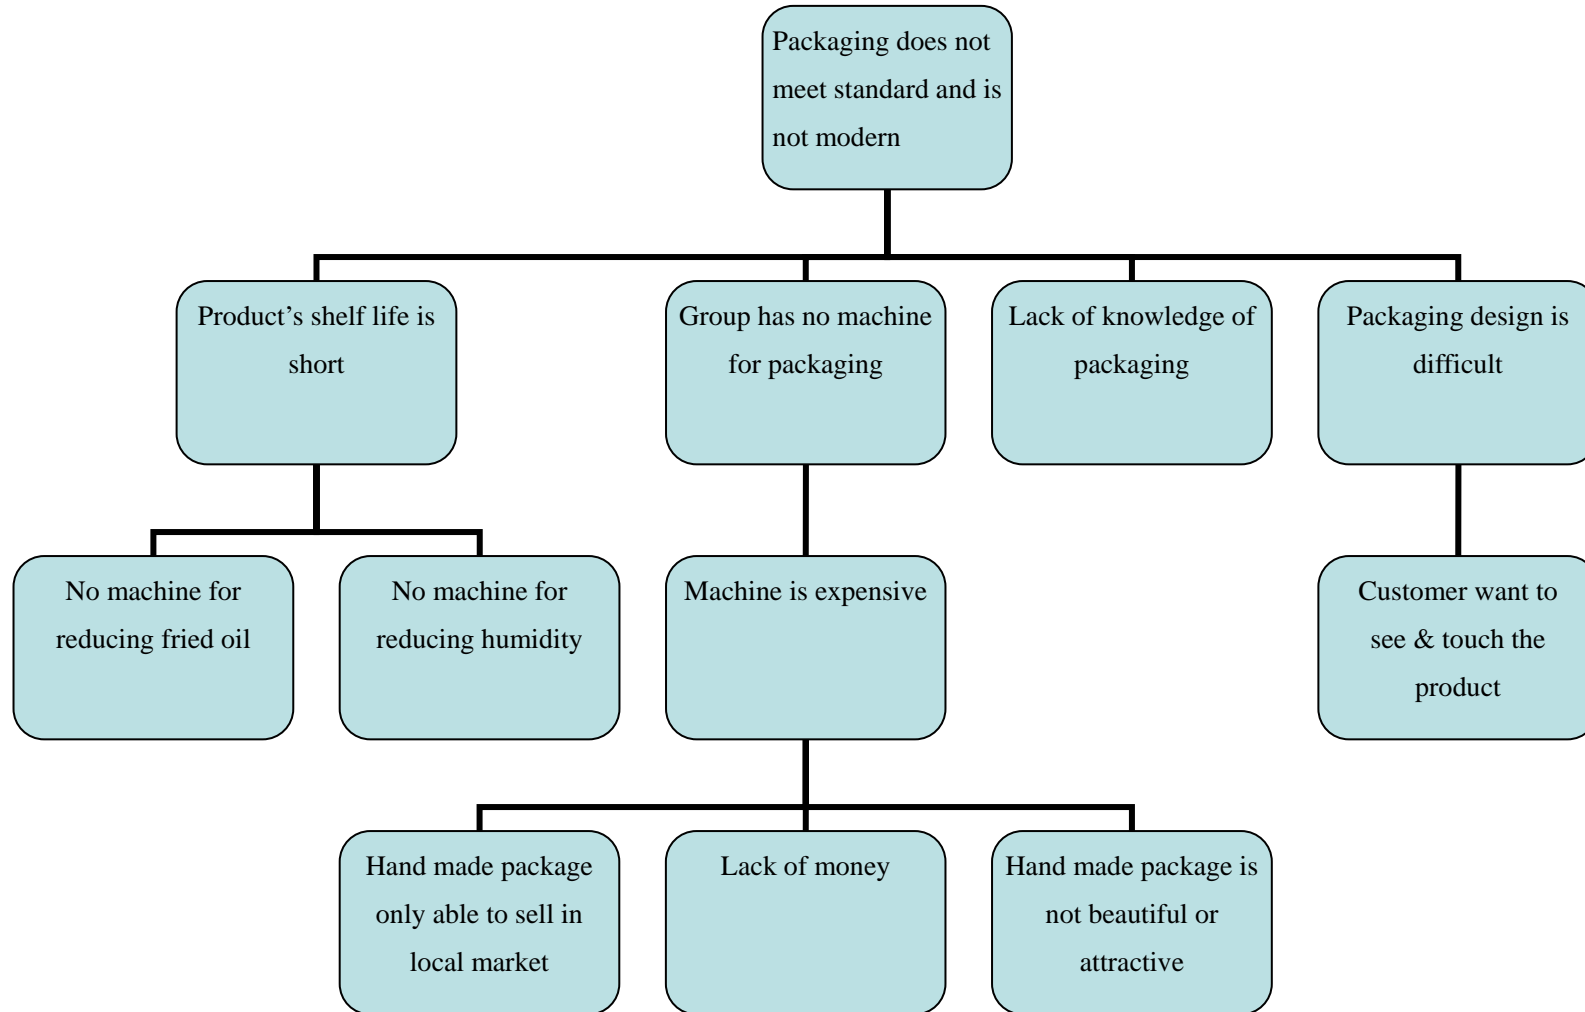 Packaging does not
meet standard and is
not modern
Product’s shelf life is
short
Group has no machine
for packaging
Lack of knowledge of
packaging
Packaging design is
difficult
No machine for
reducing fried oil
No machine for
reducing humidity
Machine is expensive
Customer want to
see & touch the
product
Hand made package
only able to sell in
local market
Lack of money
Hand made package is
not beautiful or
attractive